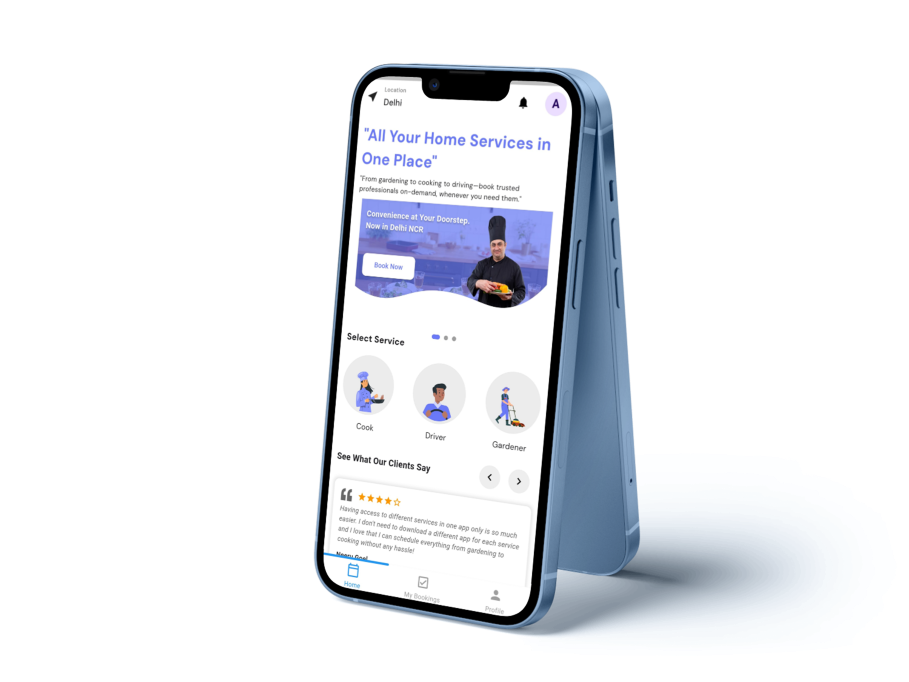 Location
Delhi
A
"All Your Home Services in
One Place"
"From gardening to cooking to driving—book trusted
professionals on-demand, whenever you need them."
Convenience at Your Doorstep.
Now in Delhi NCR
Book Now
Select Service
Cook
Driver
Gardener
See What Our Clients Say
Having access to different services in one app only is so much
easier. I don't need to download a different app for each service
and I love that I can schedule everything from gardening to
cooking without any hassle!
Home
My Bookings
Profile